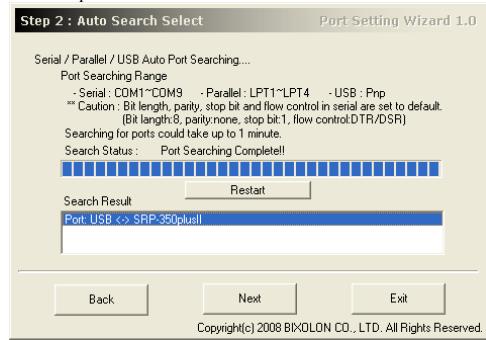 Step 2 : Auto Search Select
Port Setting Wizard 1.0
Serial / Parallel / USB Auto Port Searching....
Port Searching Range
- Serial : COM1~COM9 - Parallel : LPT1~LPT4 - USB : Pnp
** Caution : Bit length, parity, stop bit and flow control in serial are set to default.
(Bit length:8, parity:none, stop bit:1, flow control:DTR/DSR)
Searching for ports could take up to 1 minute.
Search Status : Port Searching Complete!!
Restart
Search Result
Port: USB <-> SRP-350plusII
Back Next Exit
Copyright(c) 2008 BIXOLON CO., LTD. All Rights Reserved.